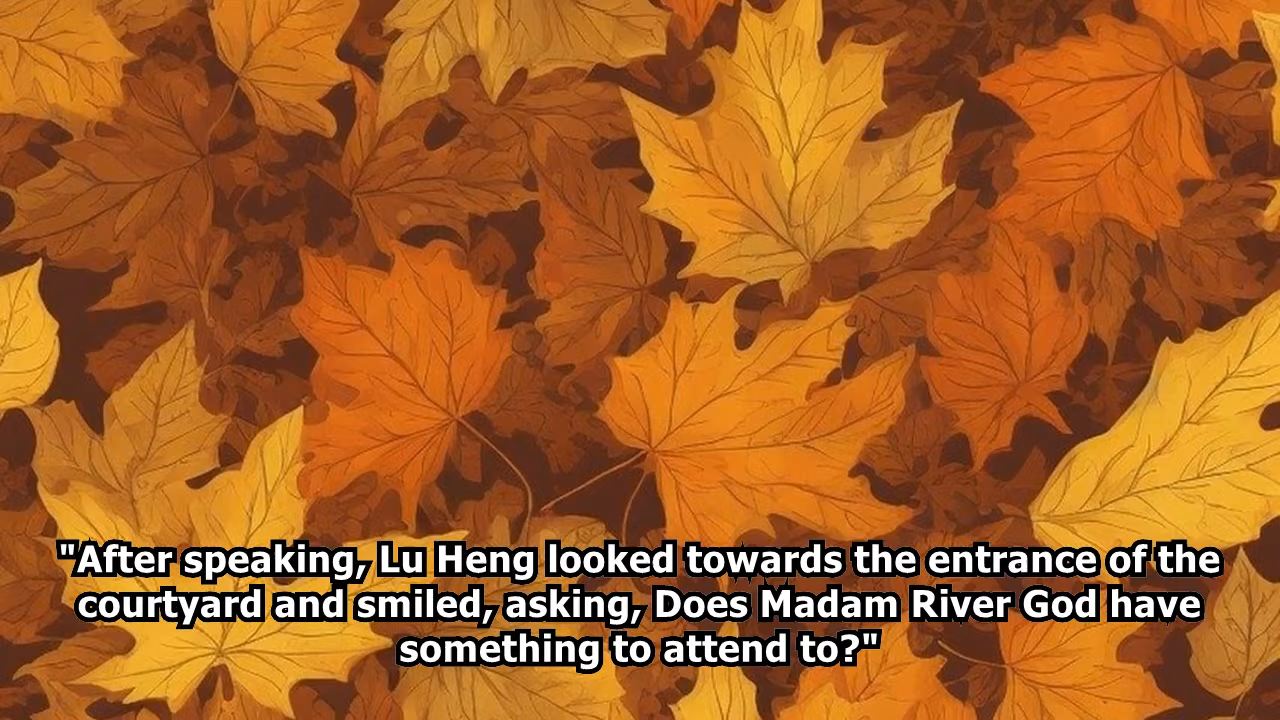 "After speaking, Lu Heng looked towards the entrance of the
courtyard and smiled, asking, Does Madam River God have
something to attend to?"